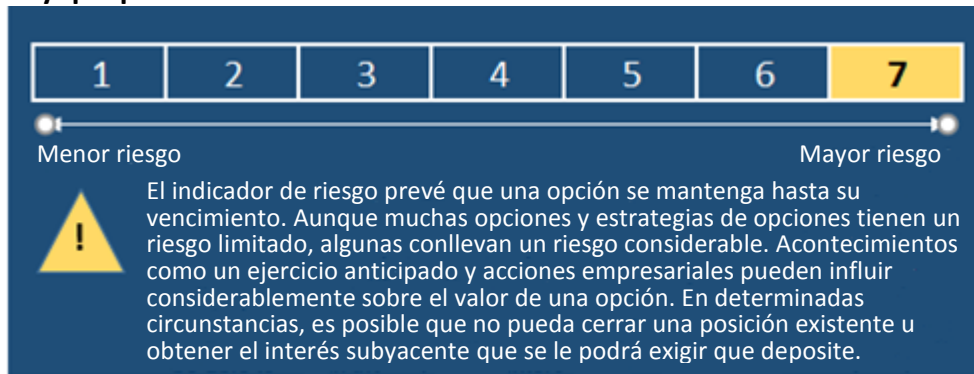 1 2 3 4 5 6 7
Menor riesgo Mayor riesgo
El indicador de riesgo prevé que una opción se mantenga hasta su
vencimiento. Aunque muchas opciones y estrategias de opciones tienen un
! riesgo limitado, algunas conllevan un riesgo considerable. Acontecimientos
como un ejercicio anticipado y acciones empresariales pueden influir
considerablemente sobre el valor de una opción. En determinadas
circunstancias, es posible que no pueda cerrar una posición existente u
obtener el interés subyacente que se le podrá exigir que deposite.